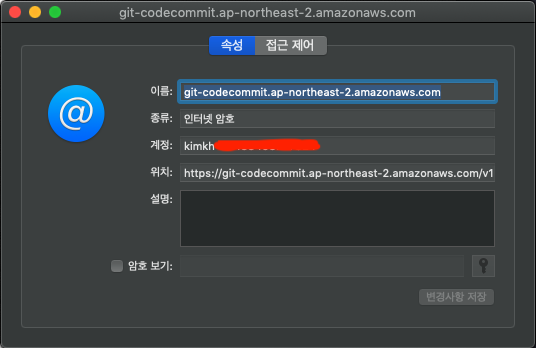 git-codecommit.ap-northeast-2.amazonaws.com
속성 접근 제어
@
이름: git-codecommit.ap-northeast-2.amazonaws.com
종류: 인터넷 암호
계정: kimkh
위치: https://git-codecommit.ap-northeast-2.amazonaws.com/v1
설명:
암호 보기:
변경사항 저장